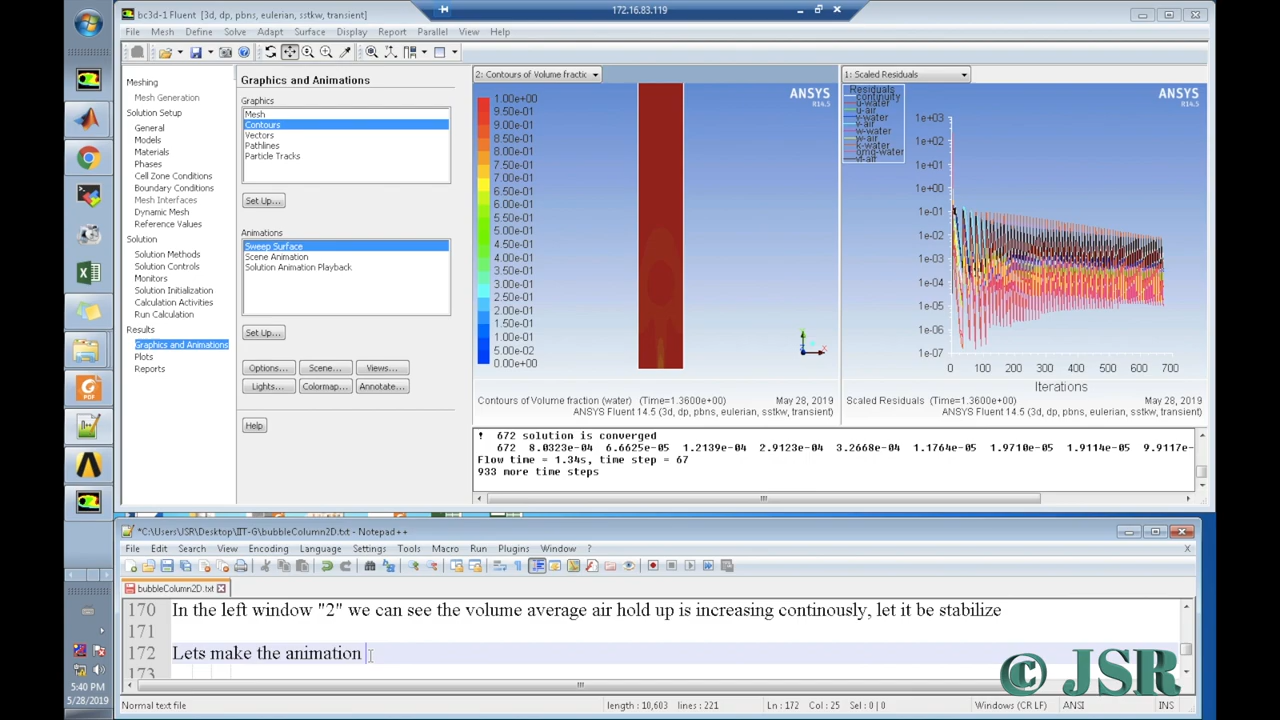 bc3d-1 Fluent [3d, dp, pbns, eulerian, sstkw, transient]
172.16.83.119
File Mesh Define Solve Adapt Surface Display Report Parallel View Help
Meshing
Mesh Generation
Solution Setup
General
Models
Materials
Phases
Cell Zone Conditions
Boundary Conditions
Mesh Interfaces
Dynamic Mesh
Reference Values
Solution
Solution Methods
Solution Controls
Monitors
Solution Initialization
Calculation Activities
Run Calculation
Results
Graphics and Animations
Plots
Reports
Graphics and Animations
Graphics
Mesh
Contours
Vectors
Pathlines
Particle Tracks
Set Up...
Animations
Sweep Surface
Scene Animation
Solution Animation Playback
Set Up...
Options... Scene... Views...
Lights... Colormap... Annotate...
Help
2: Contours of Volume fractic
ANSYS
R14.5
1.00e+00
9.50e-01
9.00e-01
8.50e-01
8.00e-01
7.50e-01
7.00e-01
6.50e-01
6.00e-01
5.50e-01
5.00e-01
4.50e-01
4.00e-01
3.50e-01
3.00e-01
2.50e-01
2.00e-01
1.50e-01
1.00e-01
5.00e-02
0.00e+00
Contours of Volume fraction (water) (Time=1.3600e+00)
May 28, 2019
ANSYS Fluent 14.5 (3d, dp, pbns, eulerian, sstkw, transient)
1: Scaled Residuals
Residuals
continuity
u-water
u-air
v-water
v-air
w-water
w-air
k-water
omg-water
vf-air
ANSYS
R14.5
1e+03
1e+02
1e+01
1e+00
1e-01
1e-02
1e-03
1e-04
1e-05
1e-06
1e-07
0 100 200 300 400 500 600 700
Iterations
Scaled Residuals (Time=1.3600e+00)
May 28, 2019
ANSYS Fluent 14.5 (3d, dp, pbns, eulerian, sstkw, transient)
! 672 solution is converged
672 8.0323e-04 6.6625e-05 1.2139e-04 2.9123e-04 3.2668e-04 1.1764e-05 1.9710e-05 1.9114e-05 9.9117e-
Flow time = 1.34s, time step = 67
933 more time steps
*C:\Users\JSR\Desktop\IIT-G\bubbleColumn2D.txt - Notepad++
File Edit Search View Encoding Language Settings Tools Macro Run Plugins Window ? X
bubbleColumn2D.txt
170 In the left window "2" we can see the volume average air hold up is increasing continously, let it be stabilize
171
172 Lets make the animation
173
© JSR
Normal text file length : 10,603 lines : 221 Ln : 172 Col : 25 Sel : 0 | 0 Windows (CR LF) ANSI INS
PDF
5:40 PM
5/28/2019